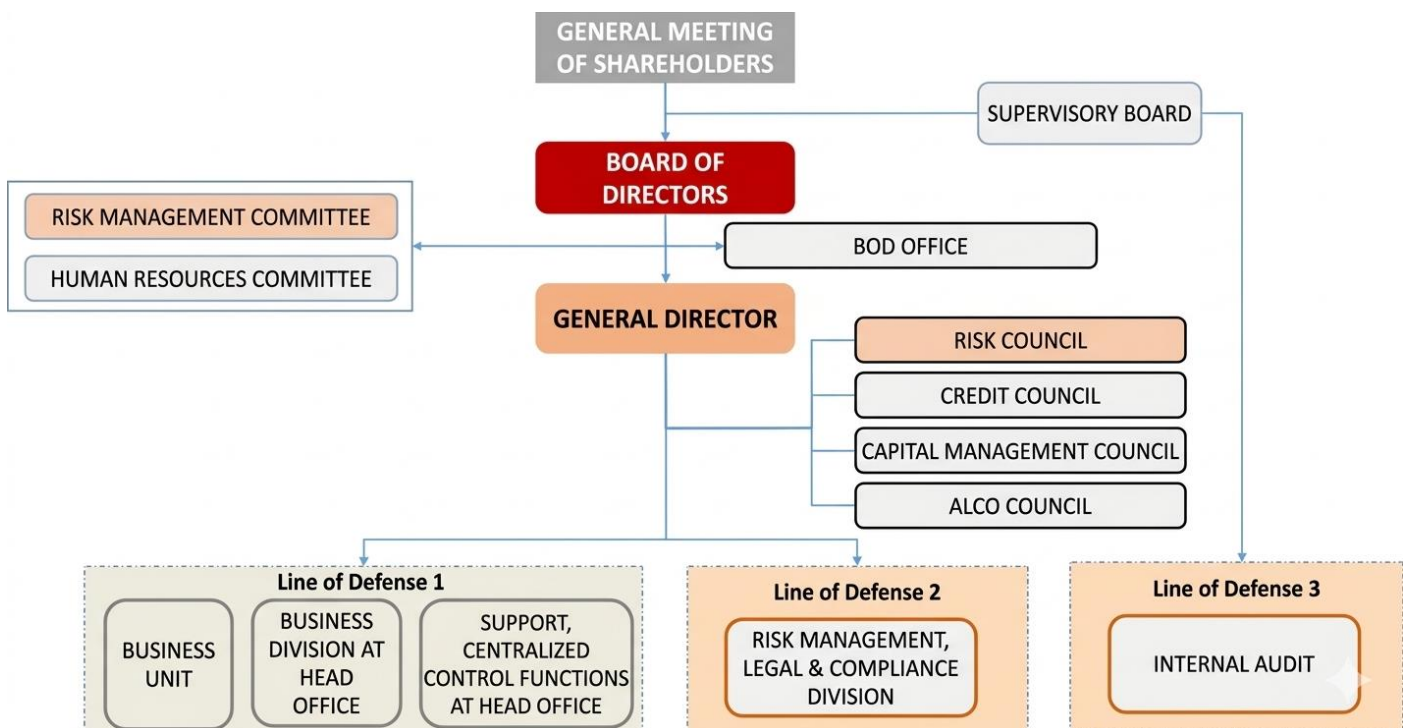 GENERAL MEETING
OF SHAREHOLDERS
SUPERVISORY BOARD
BOARD OF
DIRECTORS
RISK MANAGEMENT COMMITTEE
HUMAN RESOURCES COMMITTEE
BOD OFFICE
GENERAL DIRECTOR
RISK COUNCIL
CREDIT COUNCIL
CAPITAL MANAGEMENT COUNCIL
ALCO COUNCIL
Line of Defense 1
BUSINESS
UNIT
BUSINESS
DIVISION AT
HEAD
OFFICE
SUPPORT,
CENTRALIZED
CONTROL FUNCTIONS
AT HEAD OFFICE
Line of Defense 2
RISK MANAGEMENT,
LEGAL & COMPLIANCE
DIVISION
Line of Defense 3
INTERNAL AUDIT